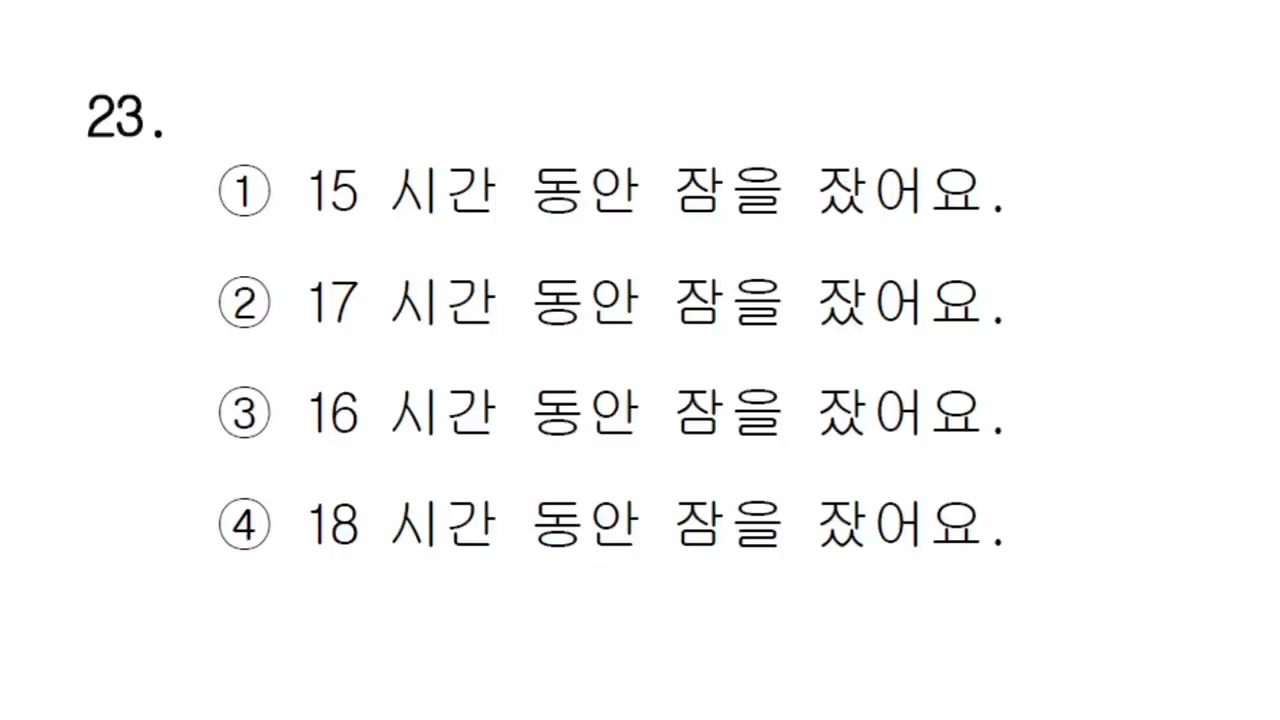 23.
① 15 시간 동안 잠을 잤어요.
② 17 시간 동안 잠을 잤어요.
③ 16 시간 동안 잠을 잤어요.
④ 18 시간 동안 잠을 잤어요.